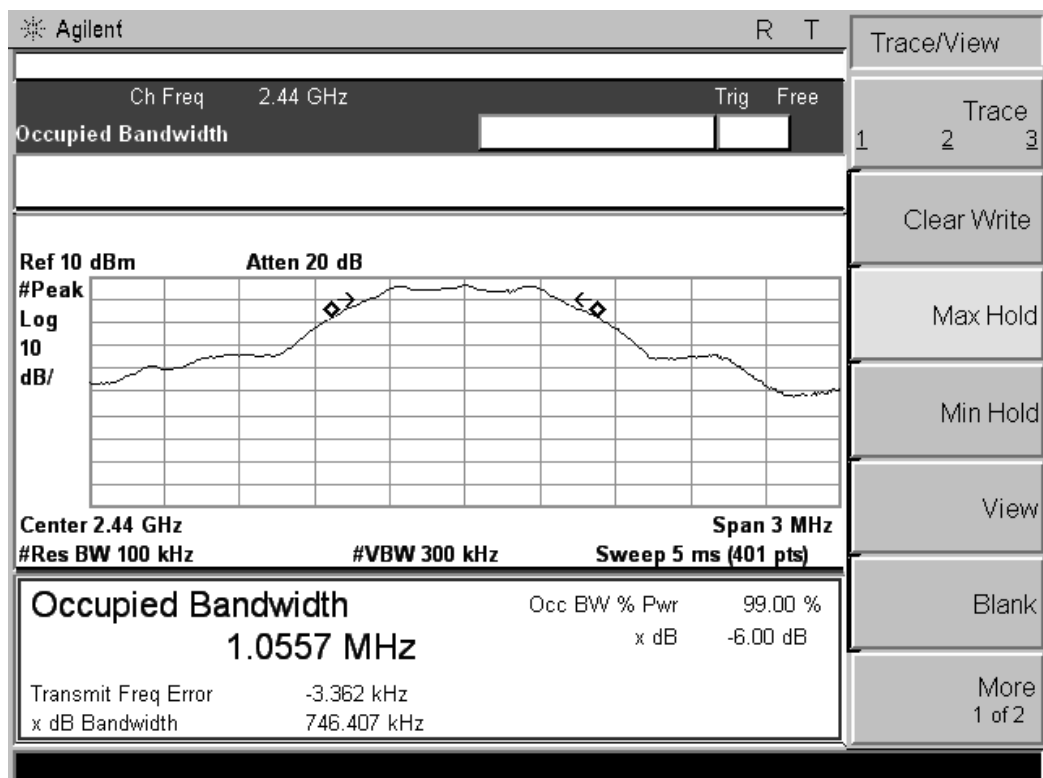 Agilent R T
Trace/View
Ch Freq 2.44 GHz Trig Free
Occupied Bandwidth
Trace
1 2 3
Clear Write
Max Hold
Min Hold
View
Blank
More
1 of 2
Ref 10 dBm Atten 20 dB
#Peak
Log
10
dB/
Center 2.44 GHz Span 3 MHz
#Res BW 100 kHz #VBW 300 kHz Sweep 5 ms (401 pts)
Occupied Bandwidth Occ BW % Pwr 99.00 %
1.0557 MHz x dB -6.00 dB
Transmit Freq Error -3.362 kHz
x dB Bandwidth 746.407 kHz